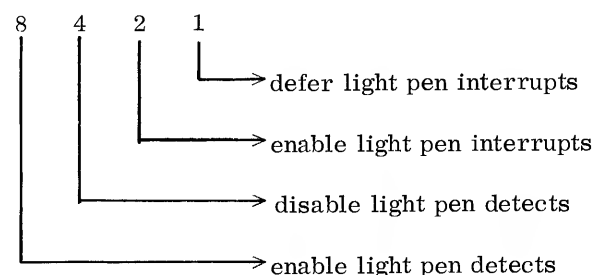 8 4 2 1
defer light pen interrupts
enable light pen interrupts
disable light pen detects
enable light pen detects